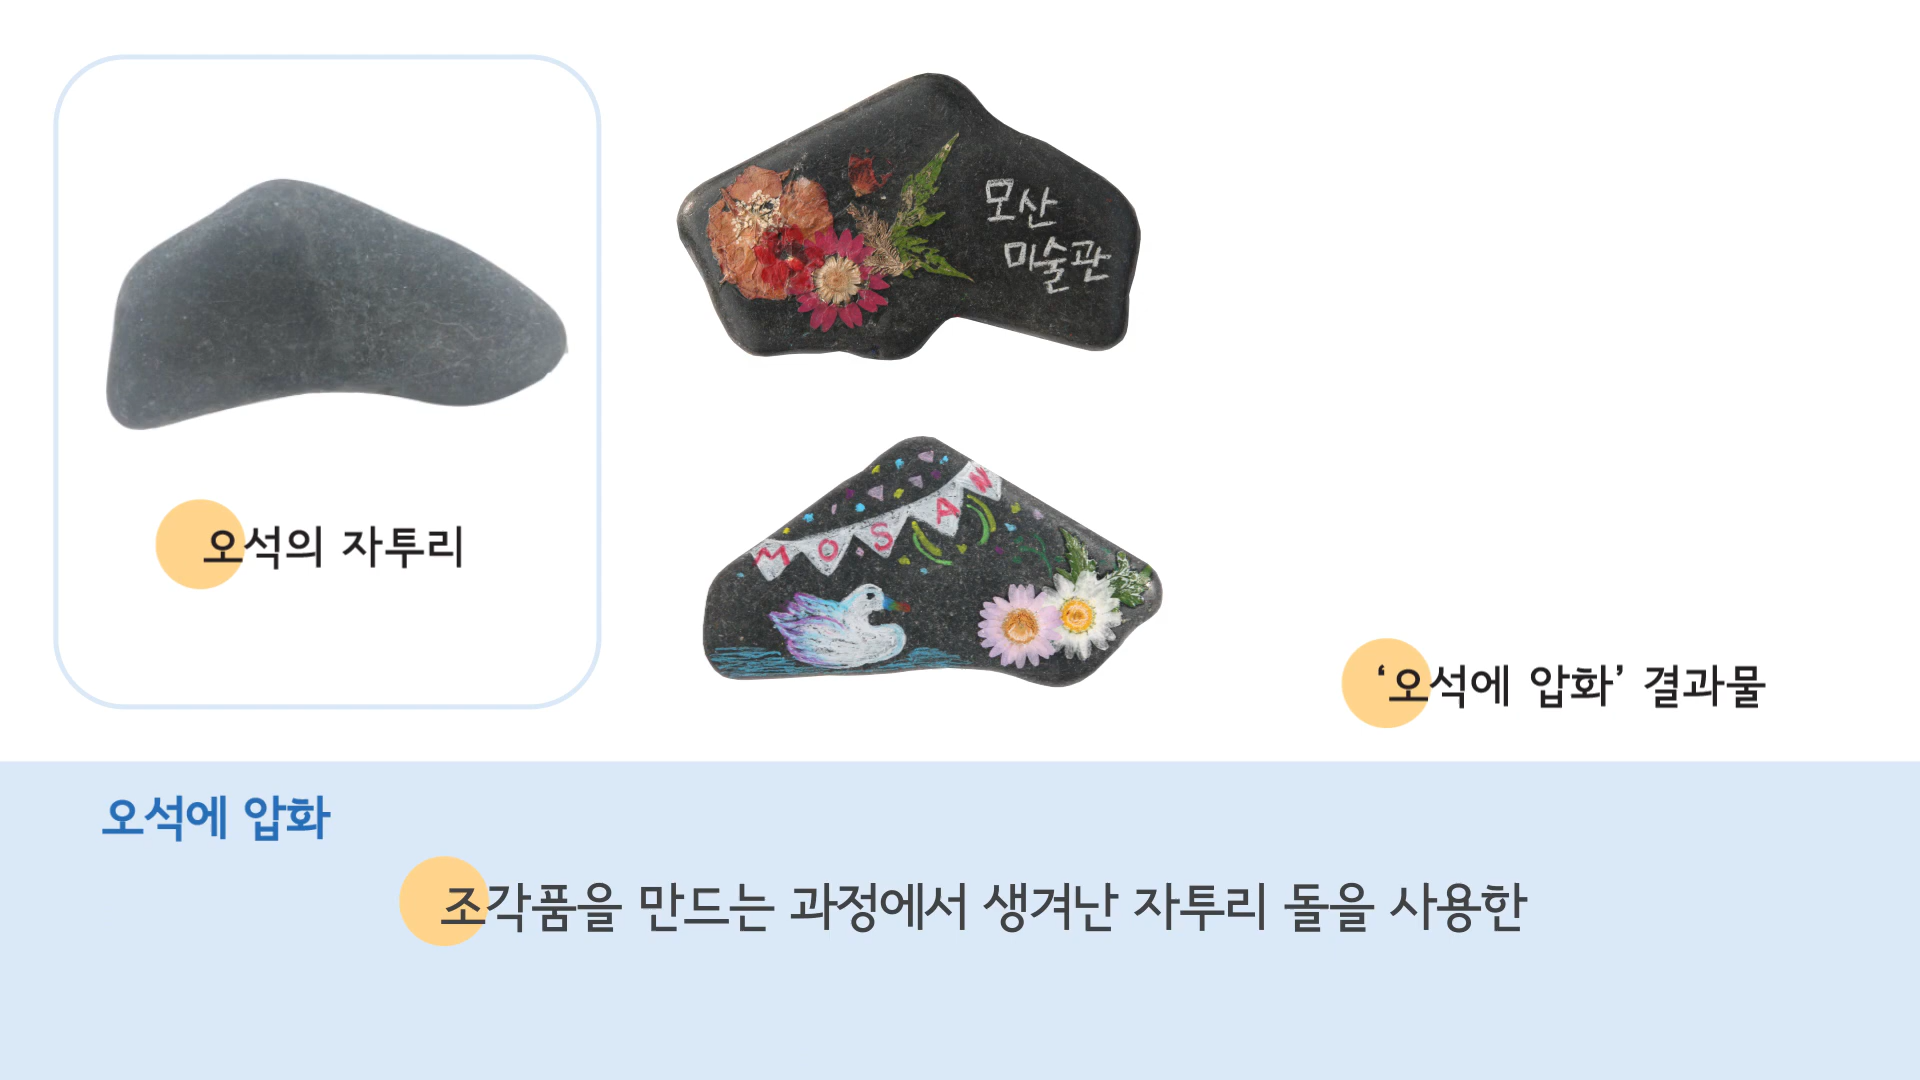 모산
미술관
MOSAN
오석의 자투리
‘오석에 압화’ 결과물
오석에 압화
조각품을 만드는 과정에서 생겨난 자투리 돌을 사용한